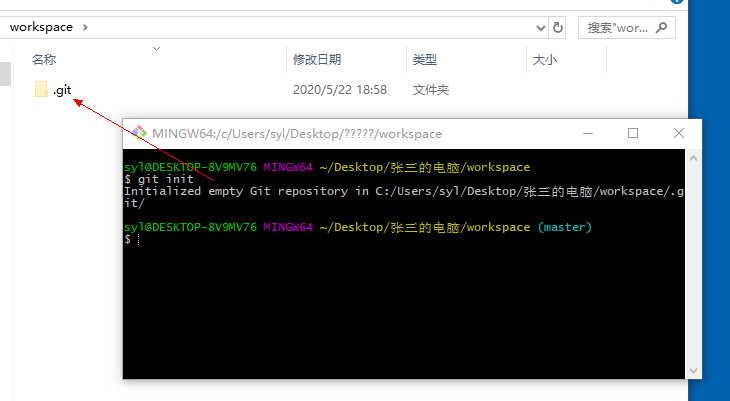 workspace
搜索"wor...
名称 修改日期 类型 大小
.git 2020/5/22 18:58 文件夹
MINGW64:/c/Users/syl/Desktop/?????/workspace
syl@DESKTOP-8V9MV76 MINGW64 ~/Desktop/张三的电脑/workspace
$ git init
Initialized empty Git repository in C:/Users/syl/Desktop/张三的电脑/workspace/.g
it/
syl@DESKTOP-8V9MV76 MINGW64 ~/Desktop/张三的电脑/workspace (master)
$